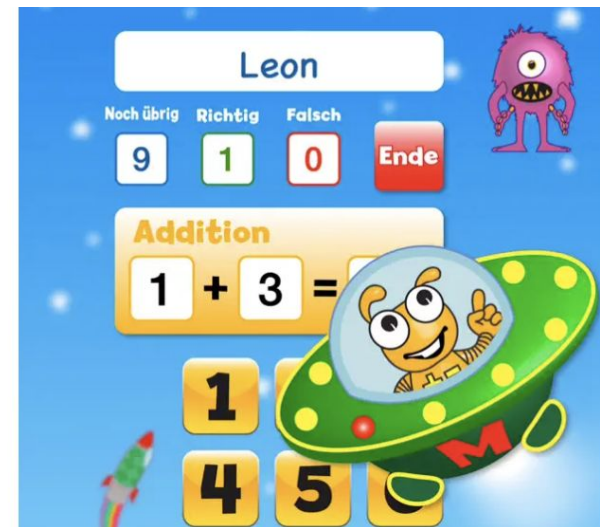 Leon
Noch übrig Richtig Falsch
9 1 0 Ende
Addition
1 + 3 =
1
4 5
M